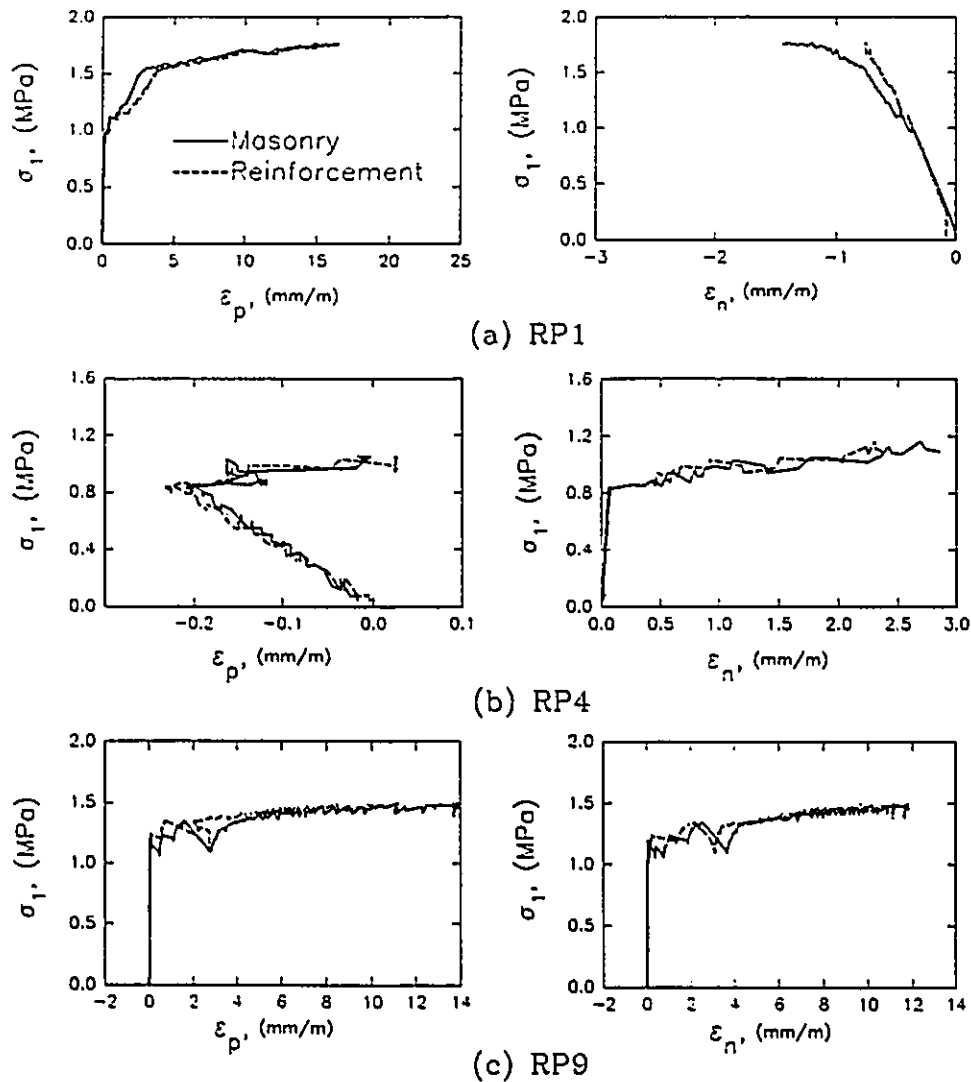 2.0
1.5
1.0
0.5
0.0
σ₁, (MPa)
Masonry
Reinforcement
0 5 10 15 20 25
ε_p, (mm/m)
2.0
1.5
1.0
0.5
0.0
σ₁, (MPa)
−3 −2 −1 0
ε_n, (mm/m)
(a) RP1
1.6
1.2
0.8
0.4
0.0
σ₁, (MPa)
−0.2 −0.1 0.0 0.1
ε_p, (mm/m)
1.6
1.2
0.8
0.4
0.0
σ₁, (MPa)
0.0 0.5 1.0 1.5 2.0 2.5 3.0
ε_n, (mm/m)
(b) RP4
2.0
1.5
1.0
0.5
0.0
σ₁, (MPa)
−2 0 2 4 6 8 10 12 14
ε_p, (mm/m)
2.0
1.5
1.0
0.5
0.0
σ₁, (MPa)
−2 0 2 4 6 8 10 12 14
ε_n, (mm/m)
(c) RP9